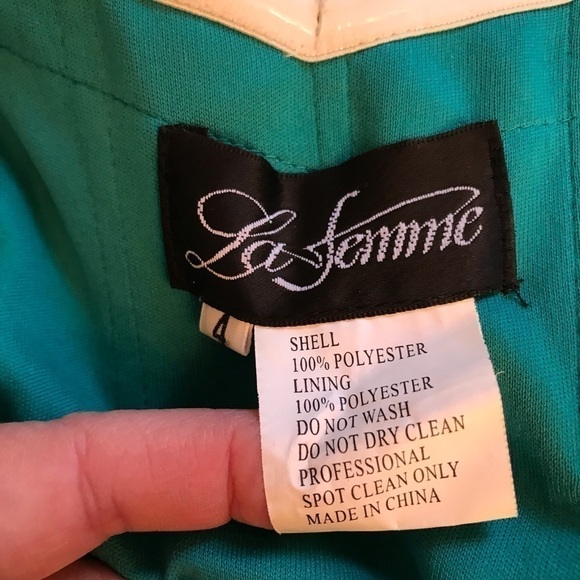 La Femme
4
SHELL
100% POLYESTER
LINING
100% POLYESTER
DO NOT WASH
DO NOT DRY CLEAN
PROFESSIONAL
SPOT CLEAN ONLY
MADE IN CHINA